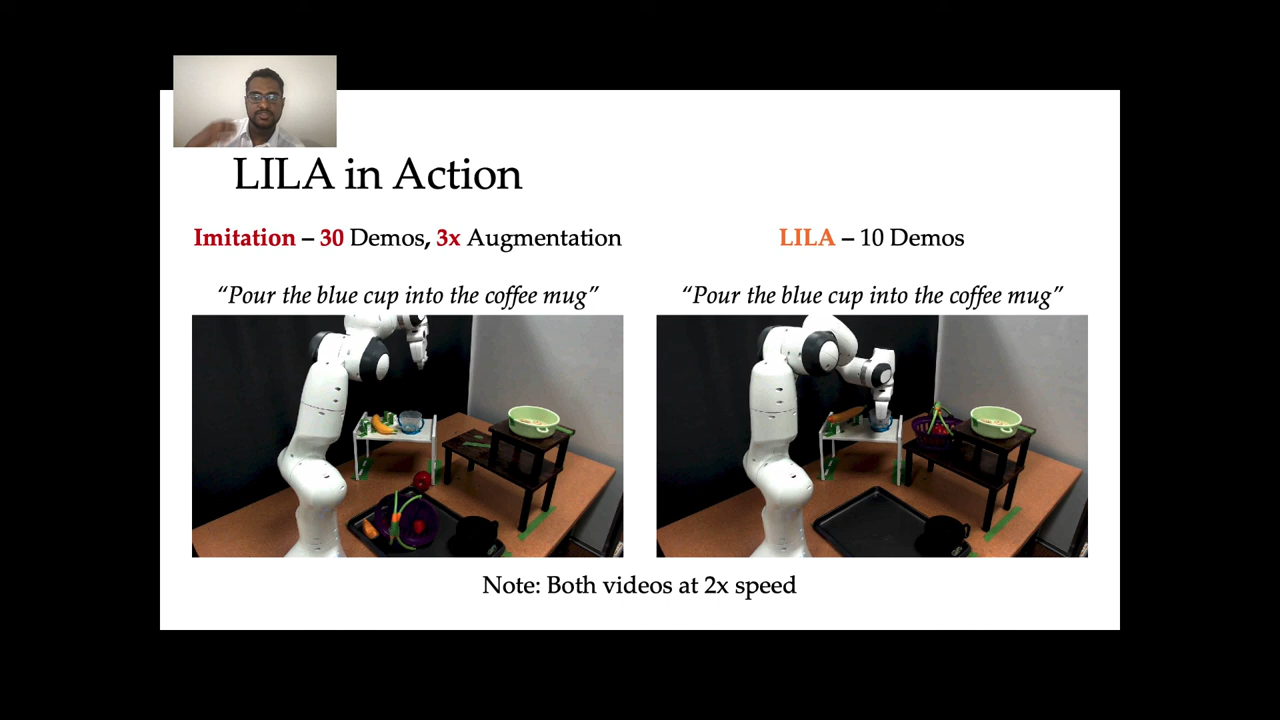 LILA in Action
Imitation – 30 Demos, 3x Augmentation
LILA – 10 Demos
“Pour the blue cup into the coffee mug”
“Pour the blue cup into the coffee mug”
Note: Both videos at 2x speed